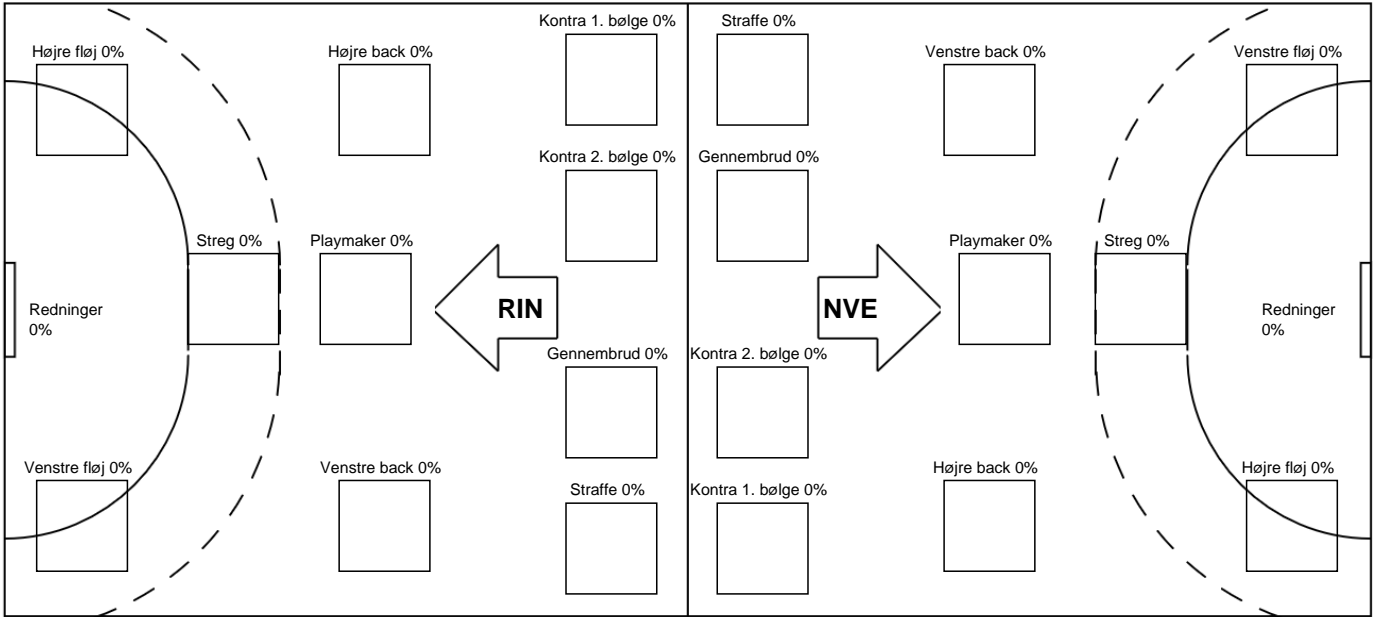 Kontra 1. bølge 0%
Straffe 0%
Højre fløj 0%
Højre back 0%
Venstre back 0%
Venstre fløj 0%
Kontra 2. bølge 0%
Gennembrud 0%
Streg 0%
Playmaker 0%
Playmaker 0%
Streg 0%
Redninger
0%
RIN
NVE
Redninger
0%
Gennembrud 0%
Kontra 2. bølge 0%
Venstre fløj 0%
Venstre back 0%
Straffe 0%
Kontra 1. bølge 0%
Højre back 0%
Højre fløj 0%